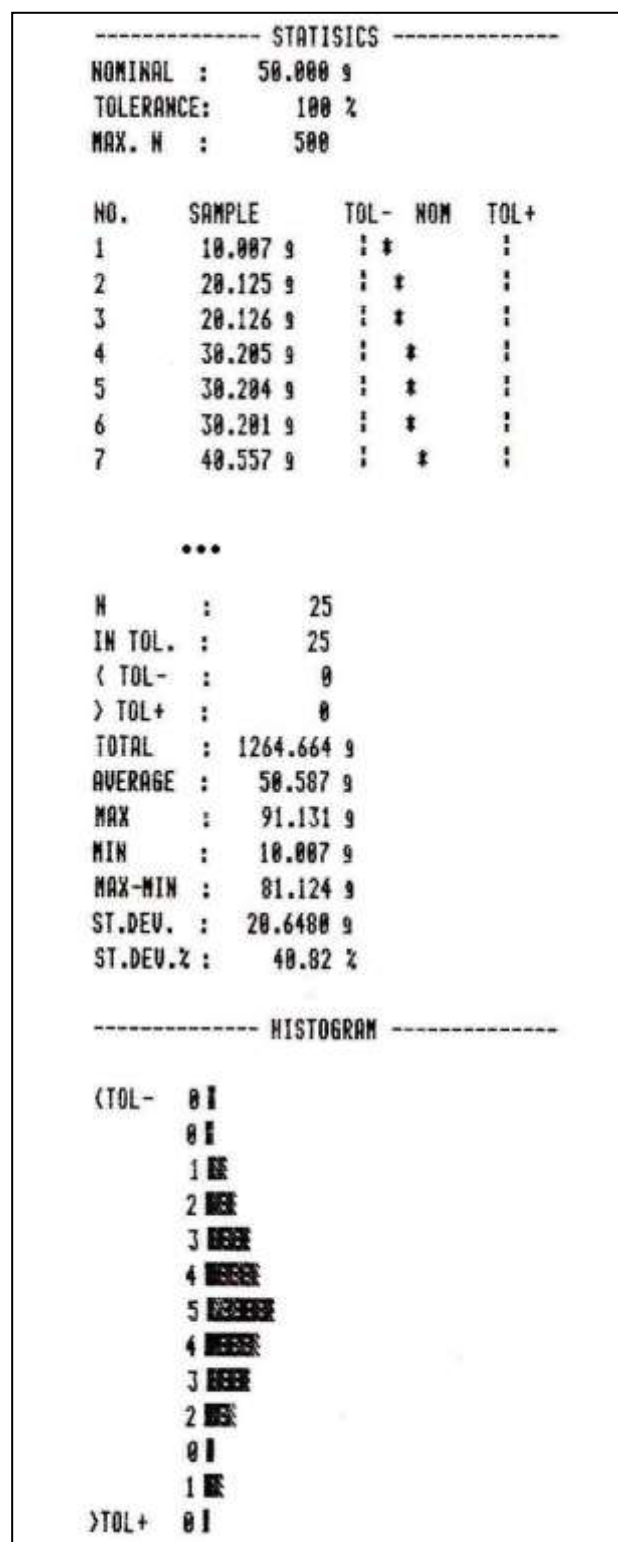 -------------- STATISICS --------------
NOMINAL : 50.000 g
TOLERANCE: 100 %
MAX. N : 500
NO. SAMPLE TOL- NOM TOL+
1 10.007 g ¦ * ¦
2 20.125 g ¦ * ¦
3 20.126 g ¦ * ¦
4 30.205 g ¦ * ¦
5 30.204 g ¦ * ¦
6 30.201 g ¦ * ¦
7 40.557 g ¦ * ¦
...
N : 25
IN TOL. : 25
< TOL- : 0
> TOL+ : 0
TOTAL : 1264.664 g
AVERAGE : 50.587 g
MAX : 91.131 g
MIN : 10.007 g
MAX-MIN : 81.124 g
ST.DEV. : 20.6480 g
ST.DEV.% : 40.82 %
-------------- HISTOGRAM --------------
<TOL- 0
0
1
2
3
4
5
4
3
2
0
1
>TOL+ 0